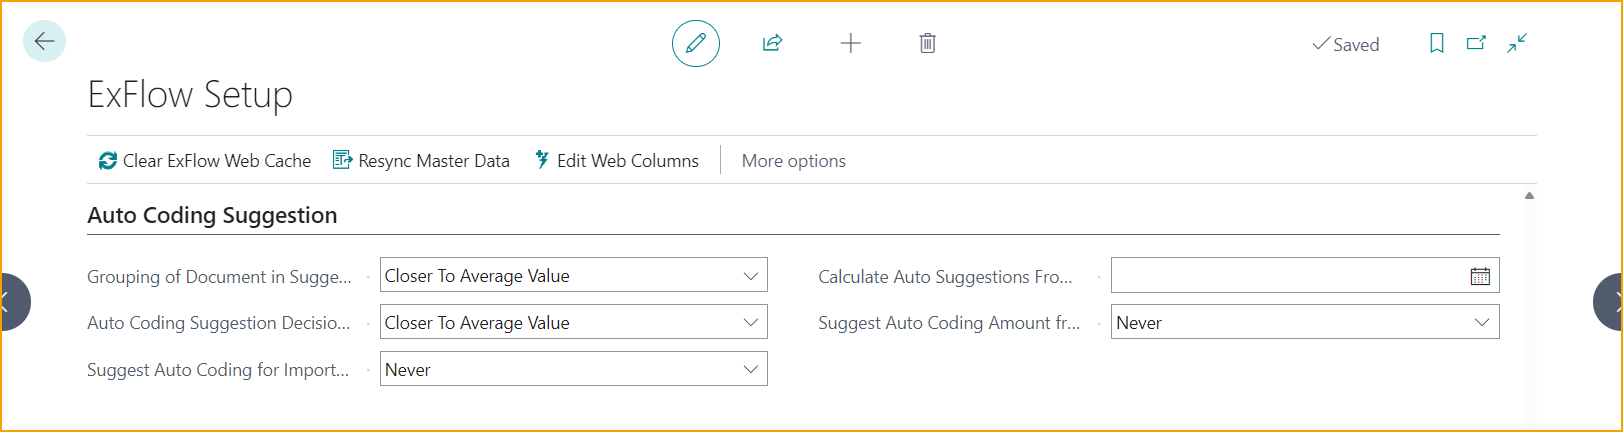 Saved
ExFlow Setup
Clear ExFlow Web Cache Resync Master Data Edit Web Columns More options
Auto Coding Suggestion
Grouping of Document in Sugge... Closer To Average Value Calculate Auto Suggestions Fro...
Auto Coding Suggestion Decisio... Closer To Average Value Suggest Auto Coding Amount fr... Never
Suggest Auto Coding for Import... Never